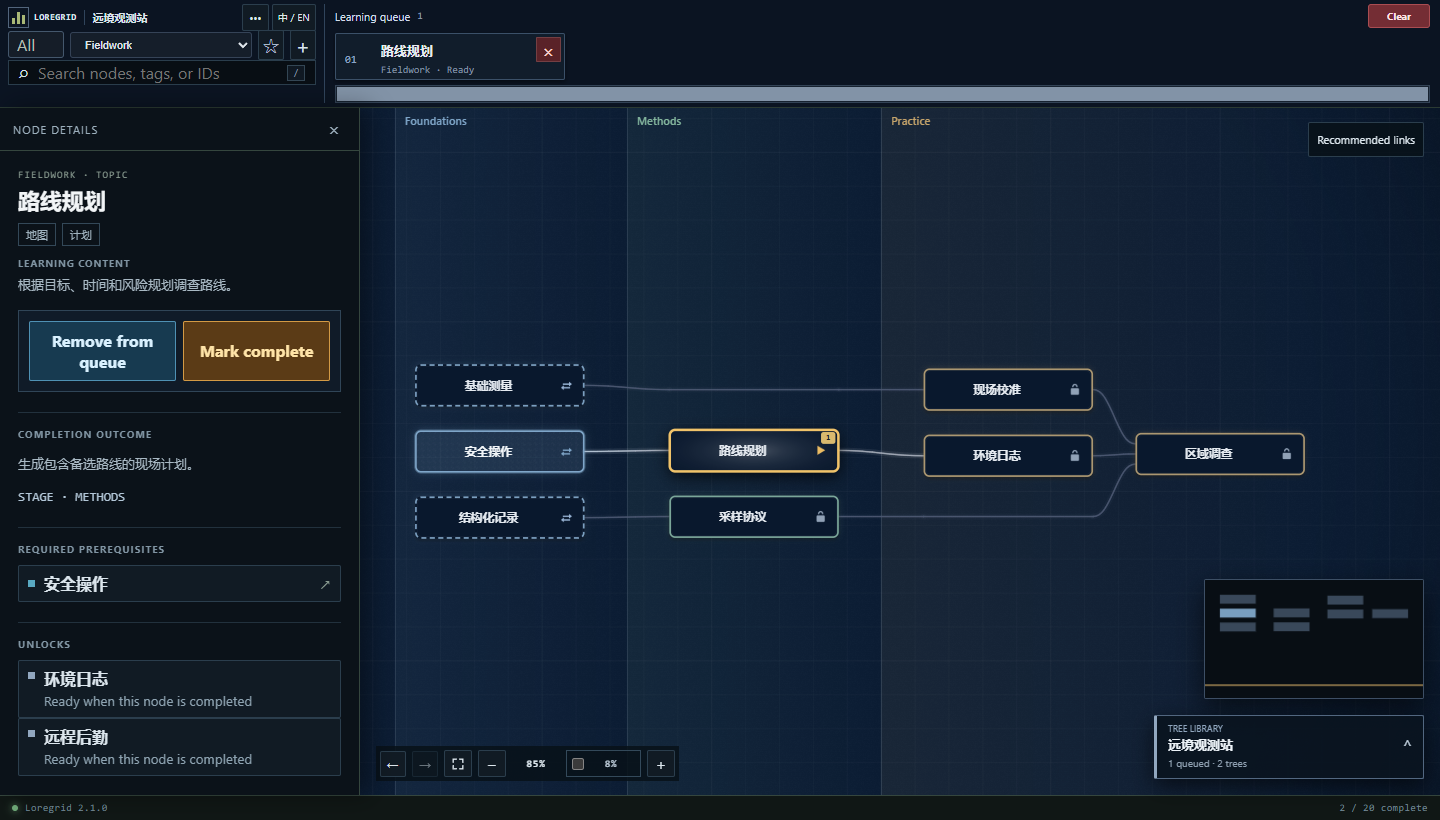 LOREGRID
远境观测站
•••
中 / EN
All
Fieldwork
Search nodes, tags, or IDs
/
Learning queue 1
Clear
01
路线规划
Fieldwork · Ready
NODE DETAILS
FIELDWORK · TOPIC
路线规划
地图
计划
LEARNING CONTENT
根据目标、时间和风险规划调查路线。
Remove from
queue
Mark complete
COMPLETION OUTCOME
生成包含备选路线的现场计划。
STAGE · METHODS
REQUIRED PREREQUISITES
安全操作
UNLOCKS
环境日志
Ready when this node is completed
远程后勤
Ready when this node is completed
Foundations
Methods
Practice
Recommended links
基础测量
安全操作
结构化记录
路线规划
1
采样协议
现场校准
环境日志
区域调查
85%
8%
TREE LIBRARY
远境观测站
1 queued · 2 trees
Loregrid 2.1.0
2 / 20 complete